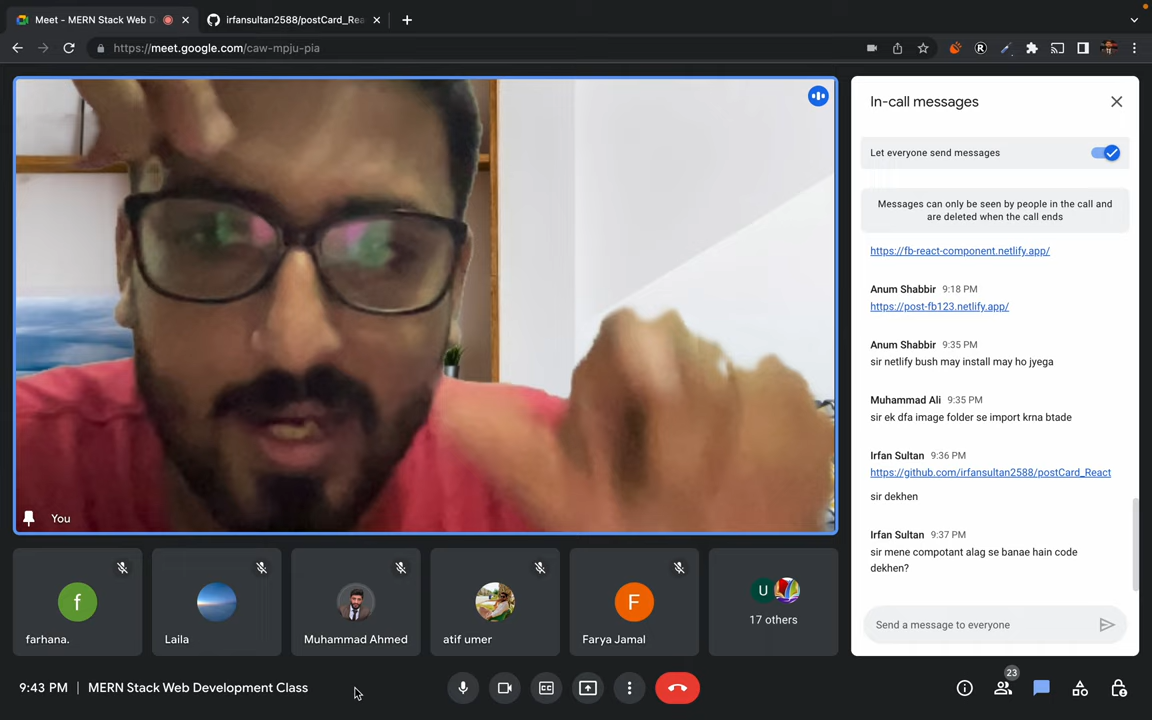 Meet - MERN Stack Web D
irfansultan2588/postCard_Rea
https://meet.google.com/caw-mpju-pia
R
You
In-call messages
Let everyone send messages
Messages can only be seen by people in the call and
are deleted when the call ends
https://fb-react-component.netlify.app/
Anum Shabbir 9:18 PM
https://post-fb123.netlify.app/
Anum Shabbir 9:35 PM
sir netlify bush may install may ho jyega
Muhammad Ali 9:35 PM
sir ek dfa image folder se import krna btade
Irfan Sultan 9:36 PM
https://github.com/irfansultan2588/postCard_React
sir dekhen
Irfan Sultan 9:37 PM
sir mene compotant alag se banae hain code
dekhen?
Send a message to everyone
f
farhana.
Laila
Muhammad Ahmed
atif umer
F
Farya Jamal
U
17 others
9:43 PM | MERN Stack Web Development Class
CC
23